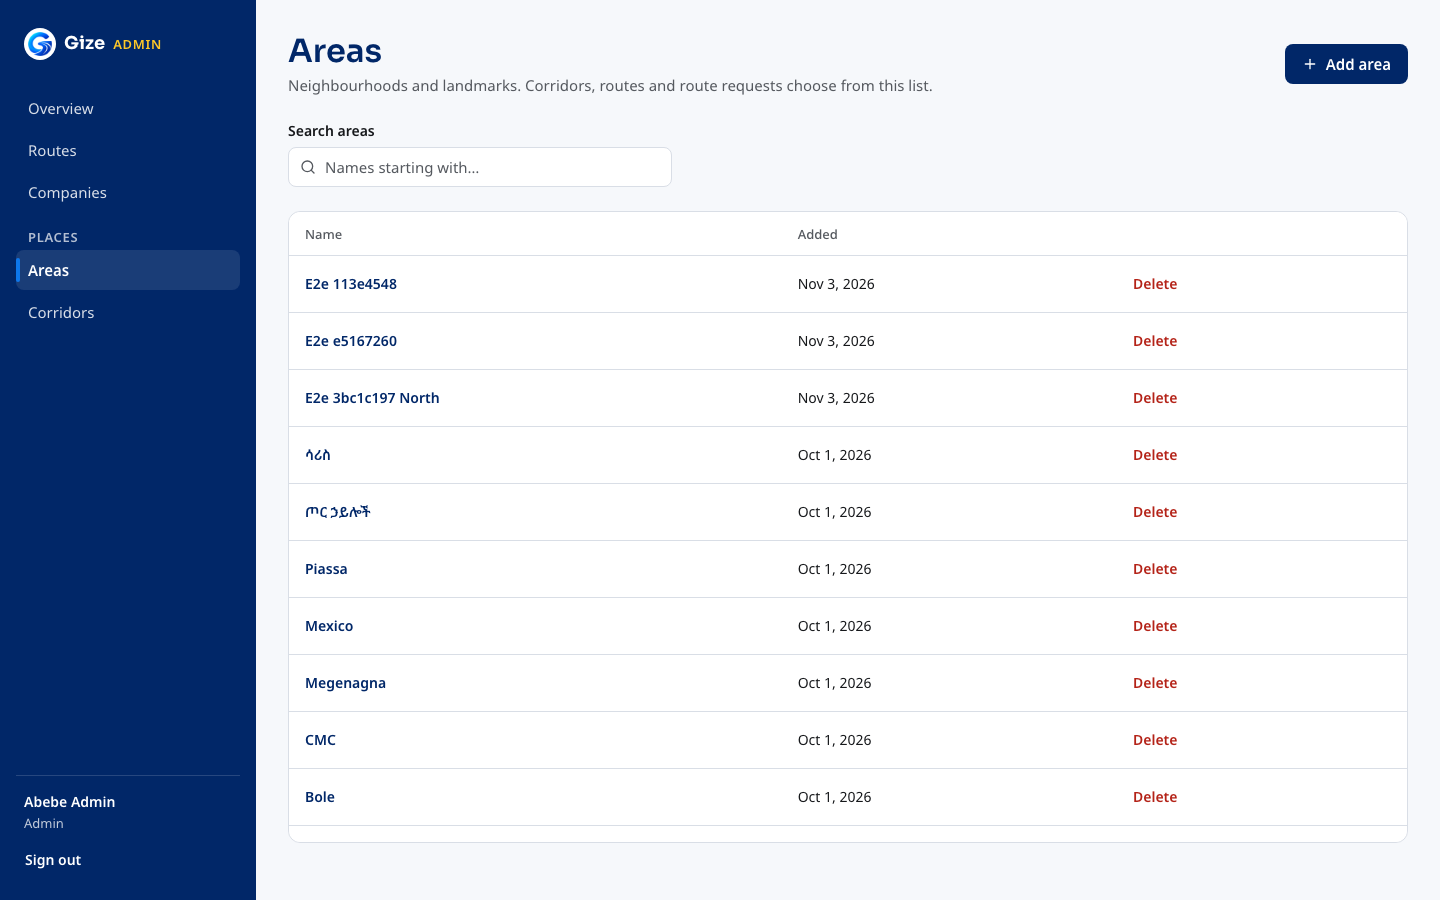 Gize ADMIN
Overview
Routes
Companies
PLACES
Areas
Corridors
Abebe Admin
Admin
Sign out
Areas
Neighbourhoods and landmarks. Corridors, routes and route requests choose from this list.
+ Add area
Search areas
Names starting with...
Name Added
E2e 113e4548 Nov 3, 2026 Delete
E2e e5167260 Nov 3, 2026 Delete
E2e 3bc1c197 North Nov 3, 2026 Delete
ሳሪስ Oct 1, 2026 Delete
ጦር ኃይሎች Oct 1, 2026 Delete
Piassa Oct 1, 2026 Delete
Mexico Oct 1, 2026 Delete
Megenagna Oct 1, 2026 Delete
CMC Oct 1, 2026 Delete
Bole Oct 1, 2026 Delete